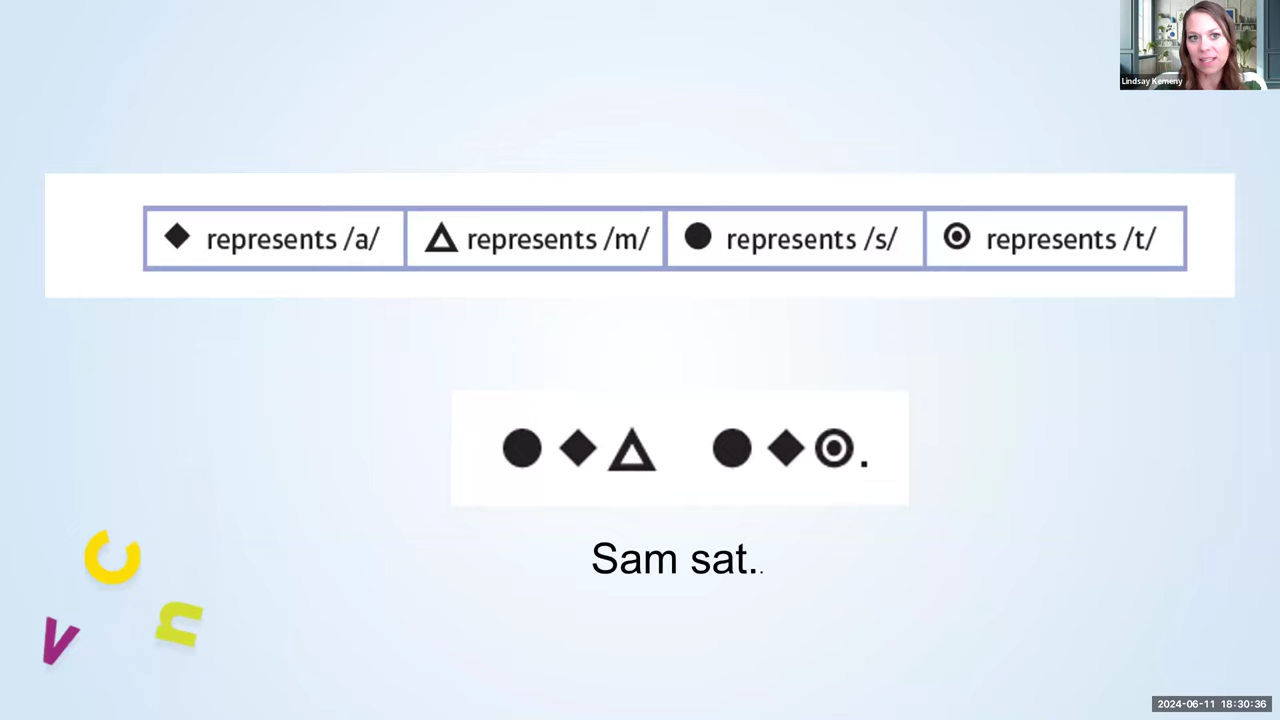 Lindsay Kemeny
◆ represents /a/ △ represents /m/ ● represents /s/ ◉ represents /t/
●◆△ ●◆◉.
Sam sat..
c
n
v
2024-06-11 18:30:36